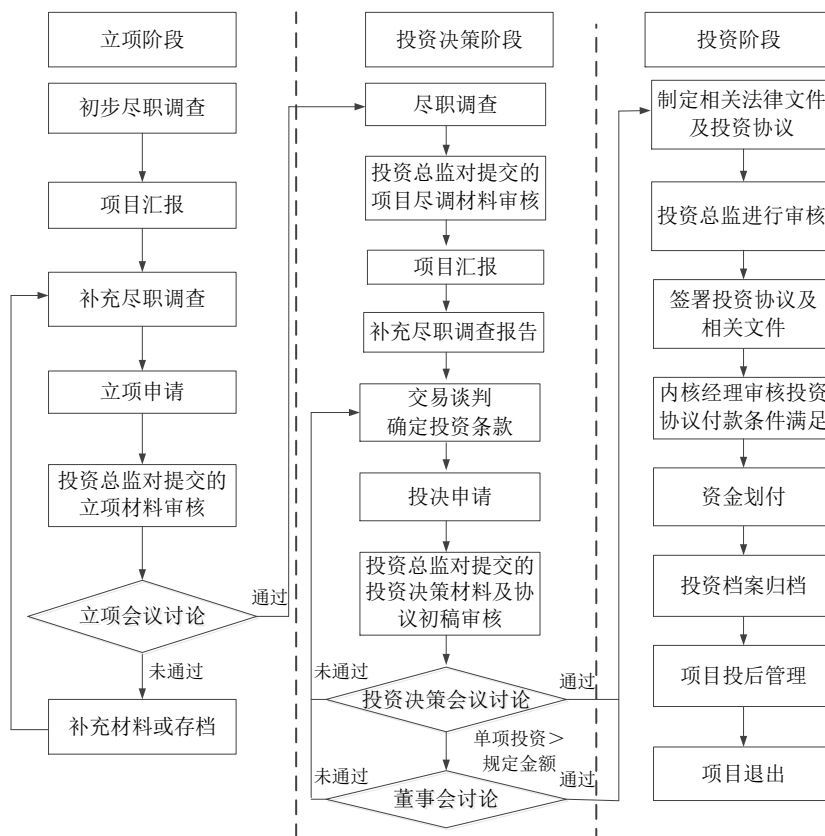 立项阶段
初步尽职调查
项目汇报
补充尽职调查
立项申请
投资总监对提交的
立项材料审核
立项会议讨论
通过
未通过
补充材料或存档
投资决策阶段
尽职调查
投资总监对提交的
项目尽调材料审核
项目汇报
补充尽职调查报告
交易谈判
确定投资条款
投决申请
投资总监对提交的
投资决策材料及协
议初稿审核
未通过
投资决策会议讨论
通过
单项投资＞
规定金额
未通过
董事会讨论
通过
投资阶段
制定相关法律文件
及投资协议
投资总监进行审核
签署投资协议及
相关文件
内核经理审核投资
协议付款条件满足
资金划付
投资档案归档
项目投后管理
项目退出